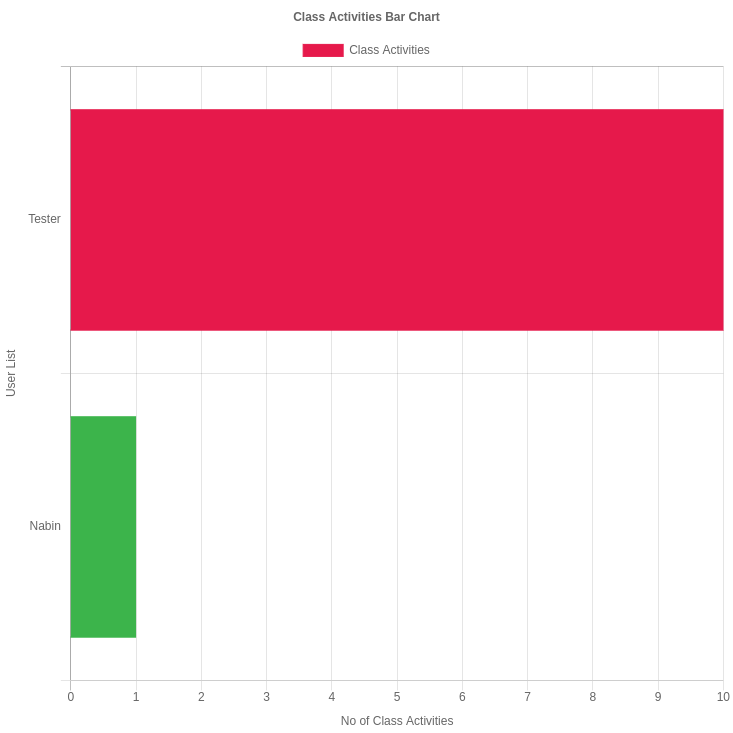 Class Activities Bar Chart
Class Activities
Tester
User List
Nabin
0 1 2 3 4 5 6 7 8 9 10
No of Class Activities